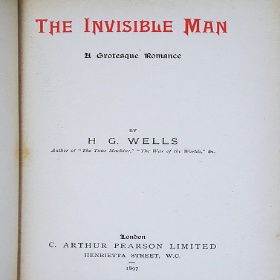 THE INVISIBLE MAN
A Grotesque Romance
BY
H. G. WELLS
Author of "The Time Machine," "The War of the Worlds," &c.
London
C. ARTHUR PEARSON LIMITED
HENRIETTA STREET, W.C.
1897